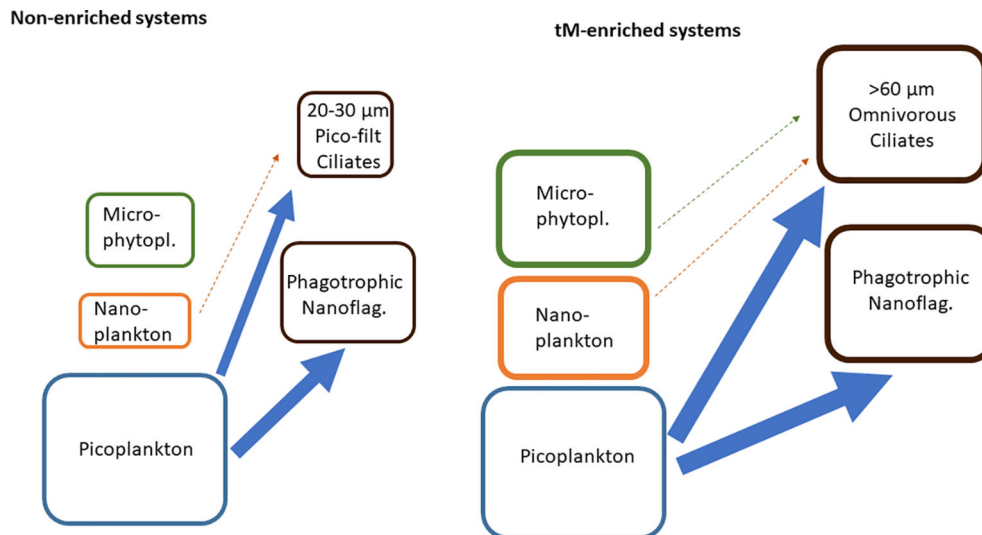 Non-enriched systems
20-30 µm
Pico-filt
Ciliates
Micro-
phytopl.
Nano-
plankton
Phagotrophic
Nanoflag.
Picoplankton
tM-enriched systems
>60 µm
Omnivorous
Ciliates
Micro-
phytopl.
Nano-
plankton
Phagotrophic
Nanoflag.
Picoplankton